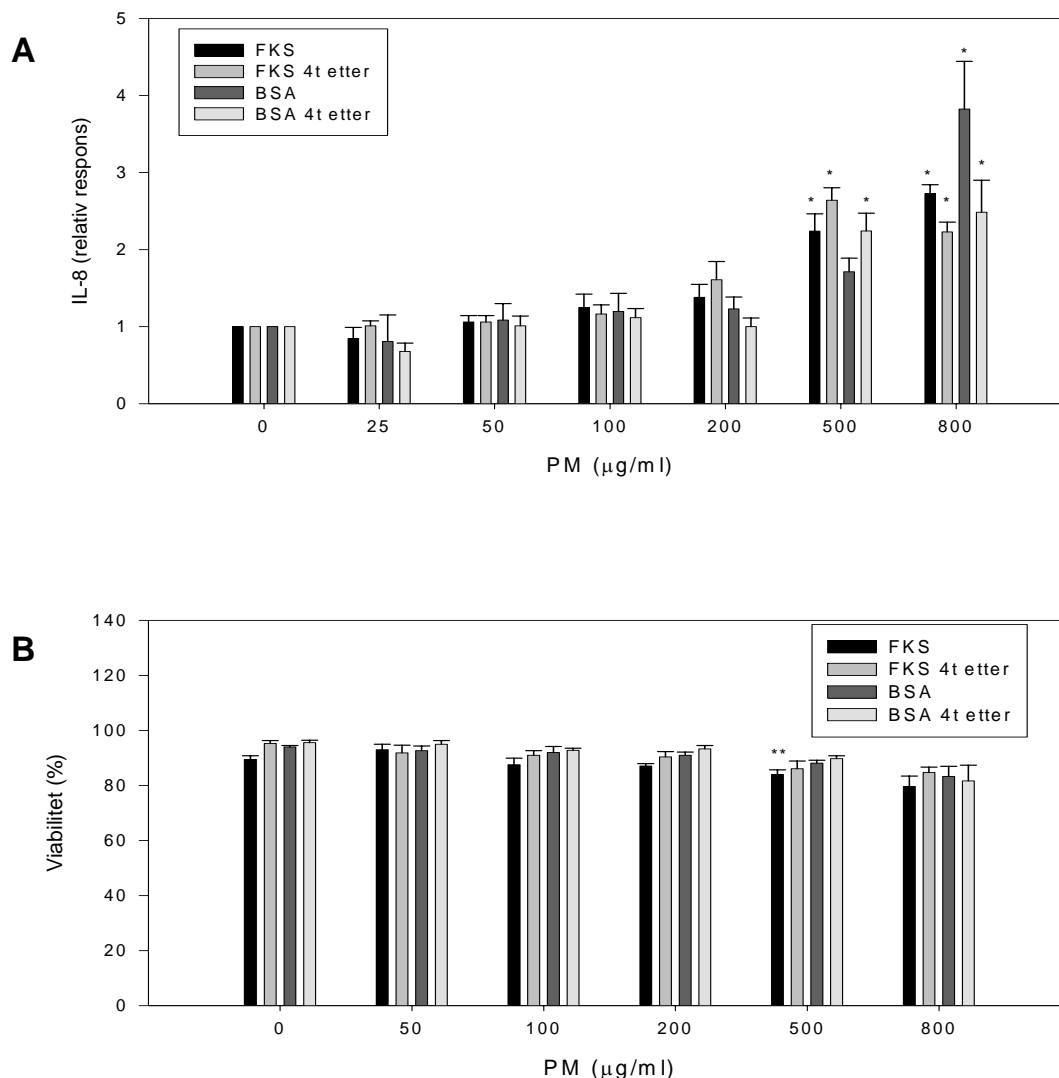 A
FKS
FKS 4t etter
BSA
BSA 4t etter
IL-8 (relativ respons)
5
4
3
2
1
0
*
*
*
*
*
*
*
0 25 50 100 200 500 800
PM (μg/ml)
B
FKS
FKS 4t etter
BSA
BSA 4t etter
Viabilitet (%)
140
120
100
80
60
40
20
0
**
0 50 100 200 500 800
PM (μg/ml)